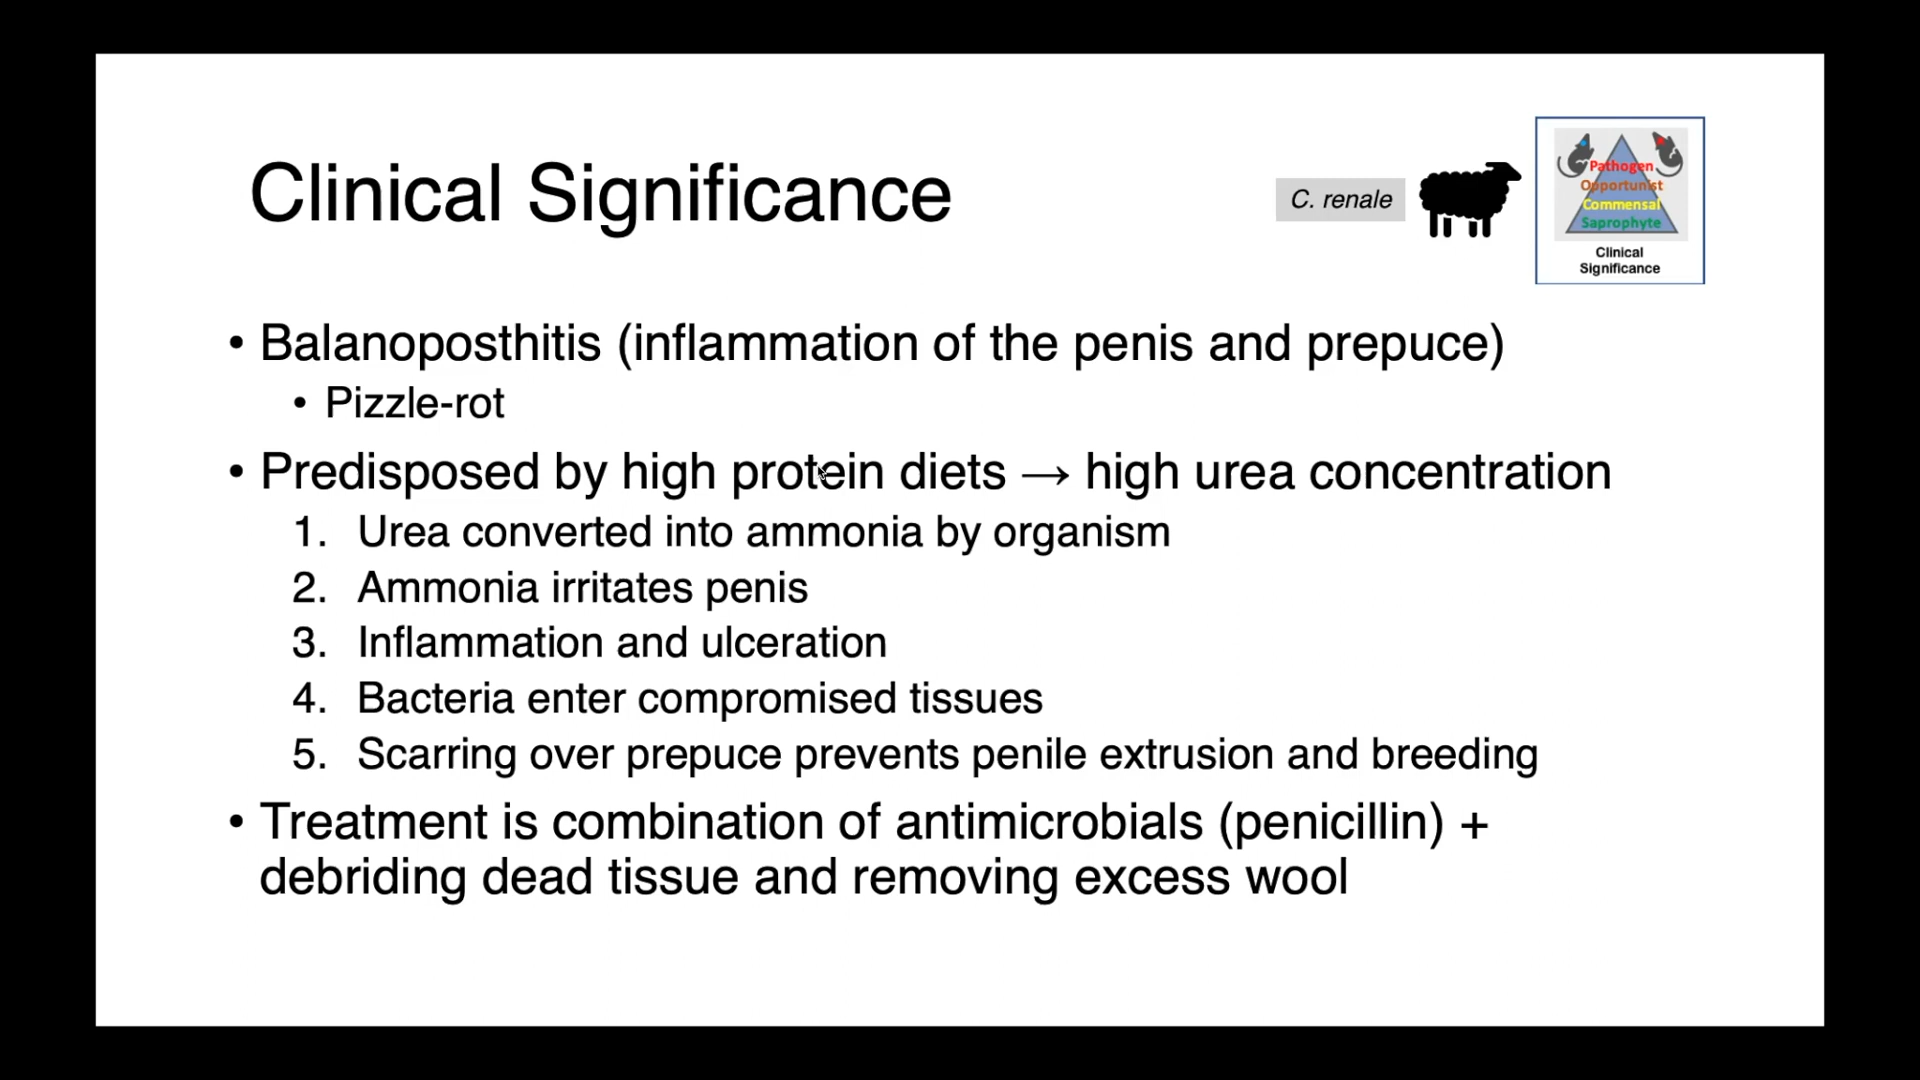 Clinical Significance
C. renale
Pathogen
Opportunist
Commensal
Saprophyte
Clinical
Significance
• Balanoposthitis (inflammation of the penis and prepuce)
• Pizzle-rot
• Predisposed by high protein diets → high urea concentration
1. Urea converted into ammonia by organism
2. Ammonia irritates penis
3. Inflammation and ulceration
4. Bacteria enter compromised tissues
5. Scarring over prepuce prevents penile extrusion and breeding
• Treatment is combination of antimicrobials (penicillin) +
debriding dead tissue and removing excess wool